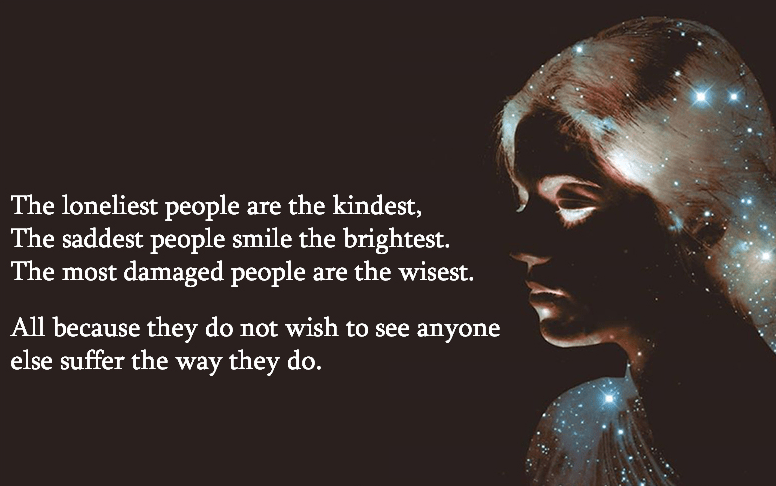 The loneliest people are the kindest,
The saddest people smile the brightest.
The most damaged people are the wisest.
All because they do not wish to see anyone
else suffer the way they do.